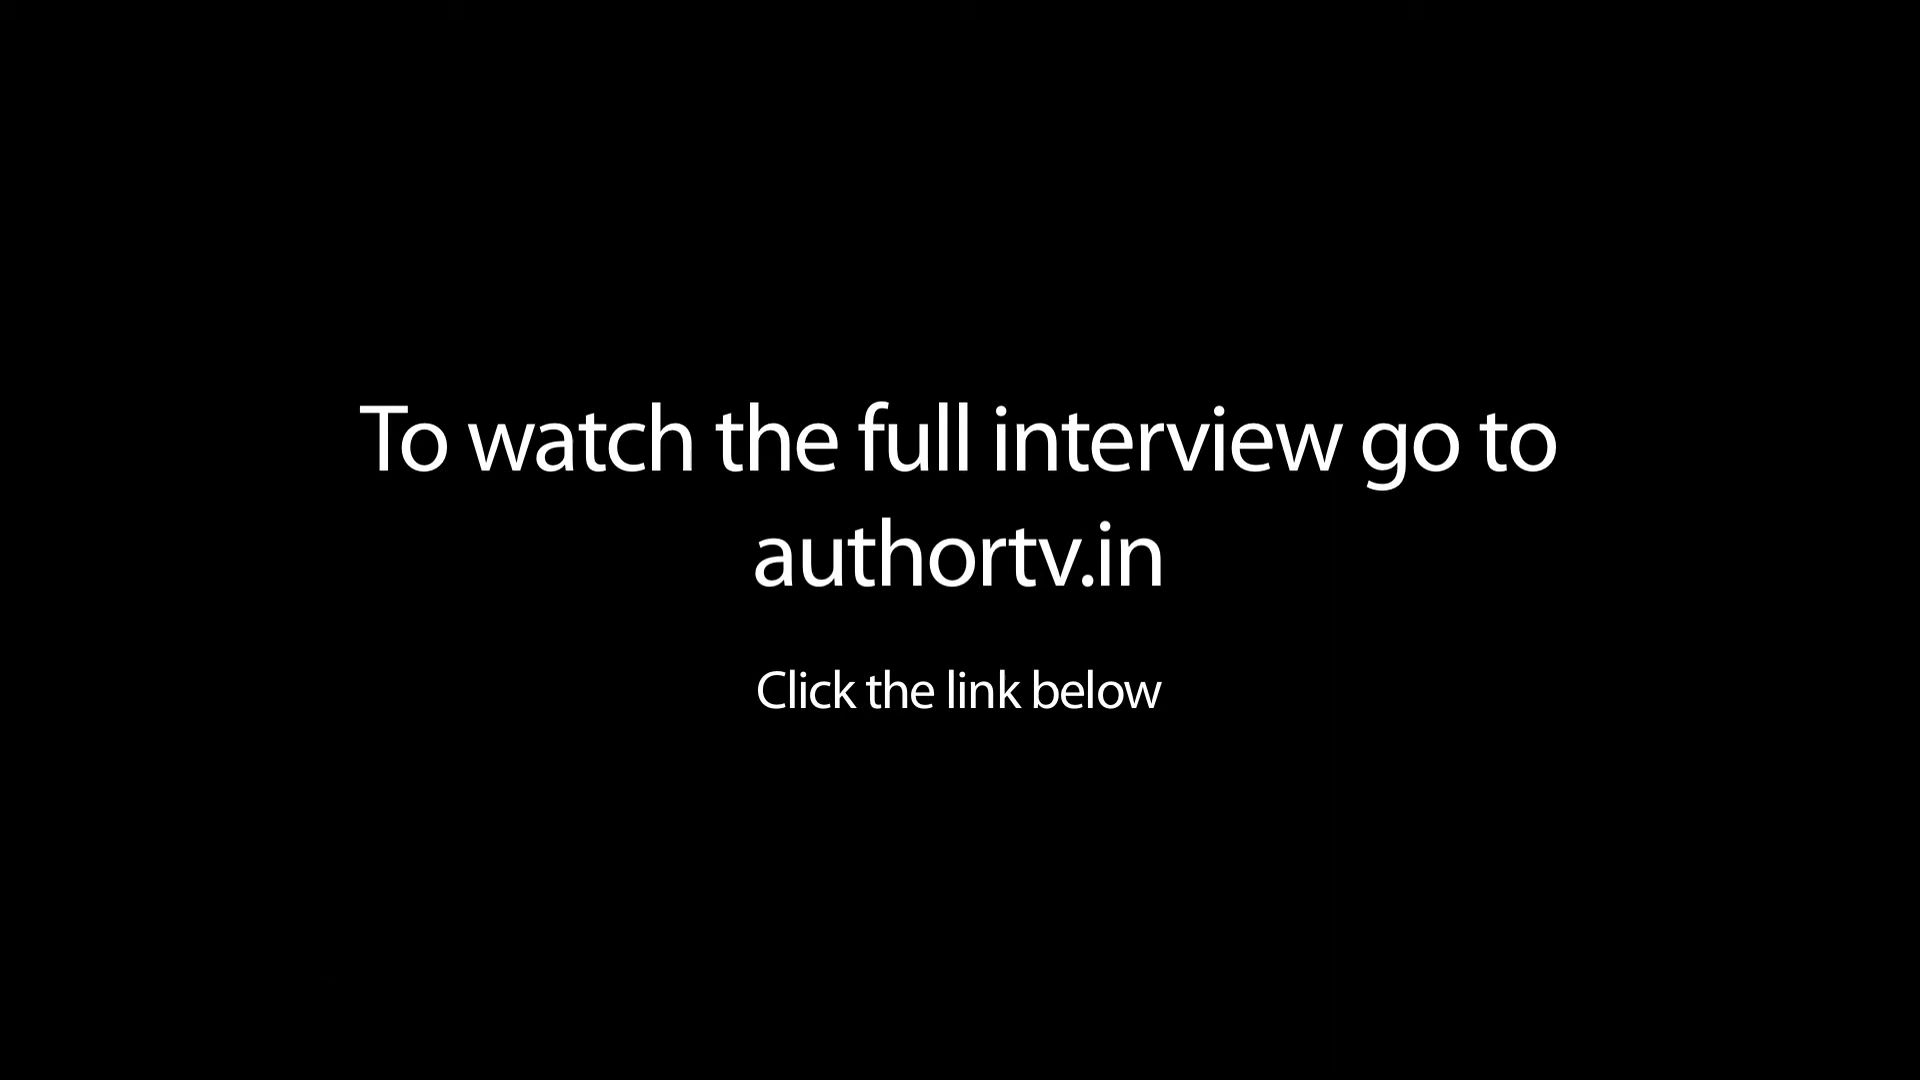 To watch the full interview go to
authortv.in
Click the link below